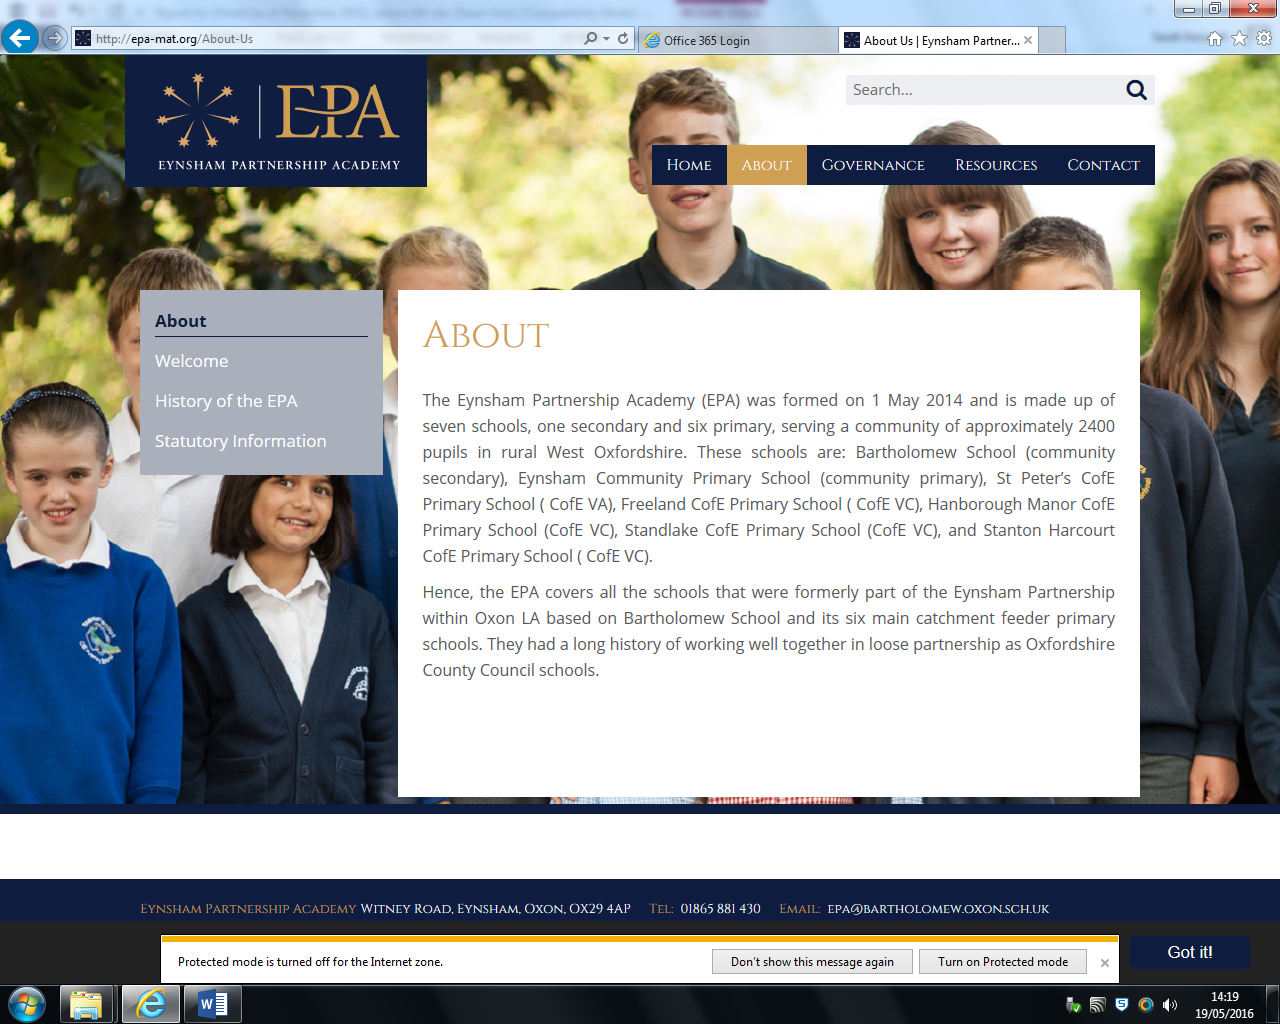 http://epa-mat.org/About-Us
Office 365 Login
About Us | Eynsham Partner...
EPA
EYNSHAM PARTNERSHIP ACADEMY
Search...
Home
About
Governance
Resources
Contact
About
Welcome
History of the EPA
Statutory Information
About
The Eynsham Partnership Academy (EPA) was formed on 1 May 2014 and is made up of
seven schools, one secondary and six primary, serving a community of approximately 2400
pupils in rural West Oxfordshire. These schools are: Bartholomew School (community
secondary), Eynsham Community Primary School (community primary), St Peter's CofE
Primary School ( CofE VA), Freeland CofE Primary School ( CofE VC), Hanborough Manor CofE
Primary School (CofE VC), Standlake CofE Primary School (CofE VC), and Stanton Harcourt
CofE Primary School ( CofE VC).
Hence, the EPA covers all the schools that were formerly part of the Eynsham Partnership
within Oxon LA based on Bartholomew School and its six main catchment feeder primary
schools. They had a long history of working well together in loose partnership as Oxfordshire
County Council schools.
Eynsham Partnership Academy Witney Road, Eynsham, Oxon, OX29 4AP Tel: 01865 881 430 Email: epa@bartholomew.oxon.sch.uk
Protected mode is turned off for the Internet zone.
Don't show this message again
Turn on Protected mode
Got it!
14:19
19/05/2016